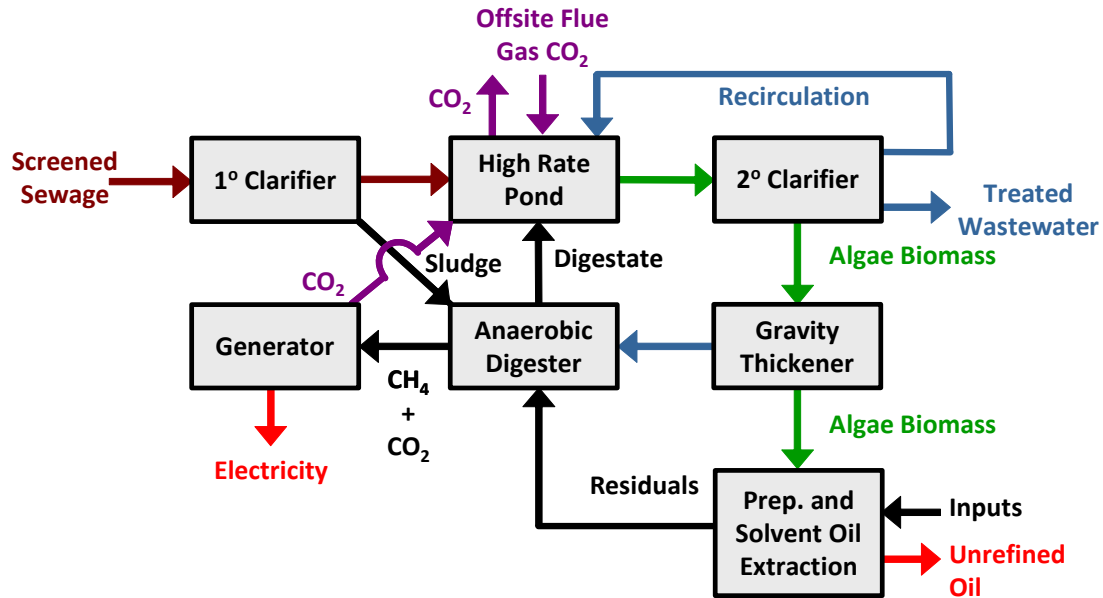 Offsite Flue
Gas CO₂
CO₂
Recirculation
Screened
Sewage
1º Clarifier
High Rate
Pond
2º Clarifier
Treated
Wastewater
Sludge
Digestate
Algae Biomass
CO₂
Generator
Anaerobic
Digester
Gravity
Thickener
CH₄
+
CO₂
Algae Biomass
Electricity
Residuals
Prep. and
Solvent Oil
Extraction
Inputs
Unrefined
Oil